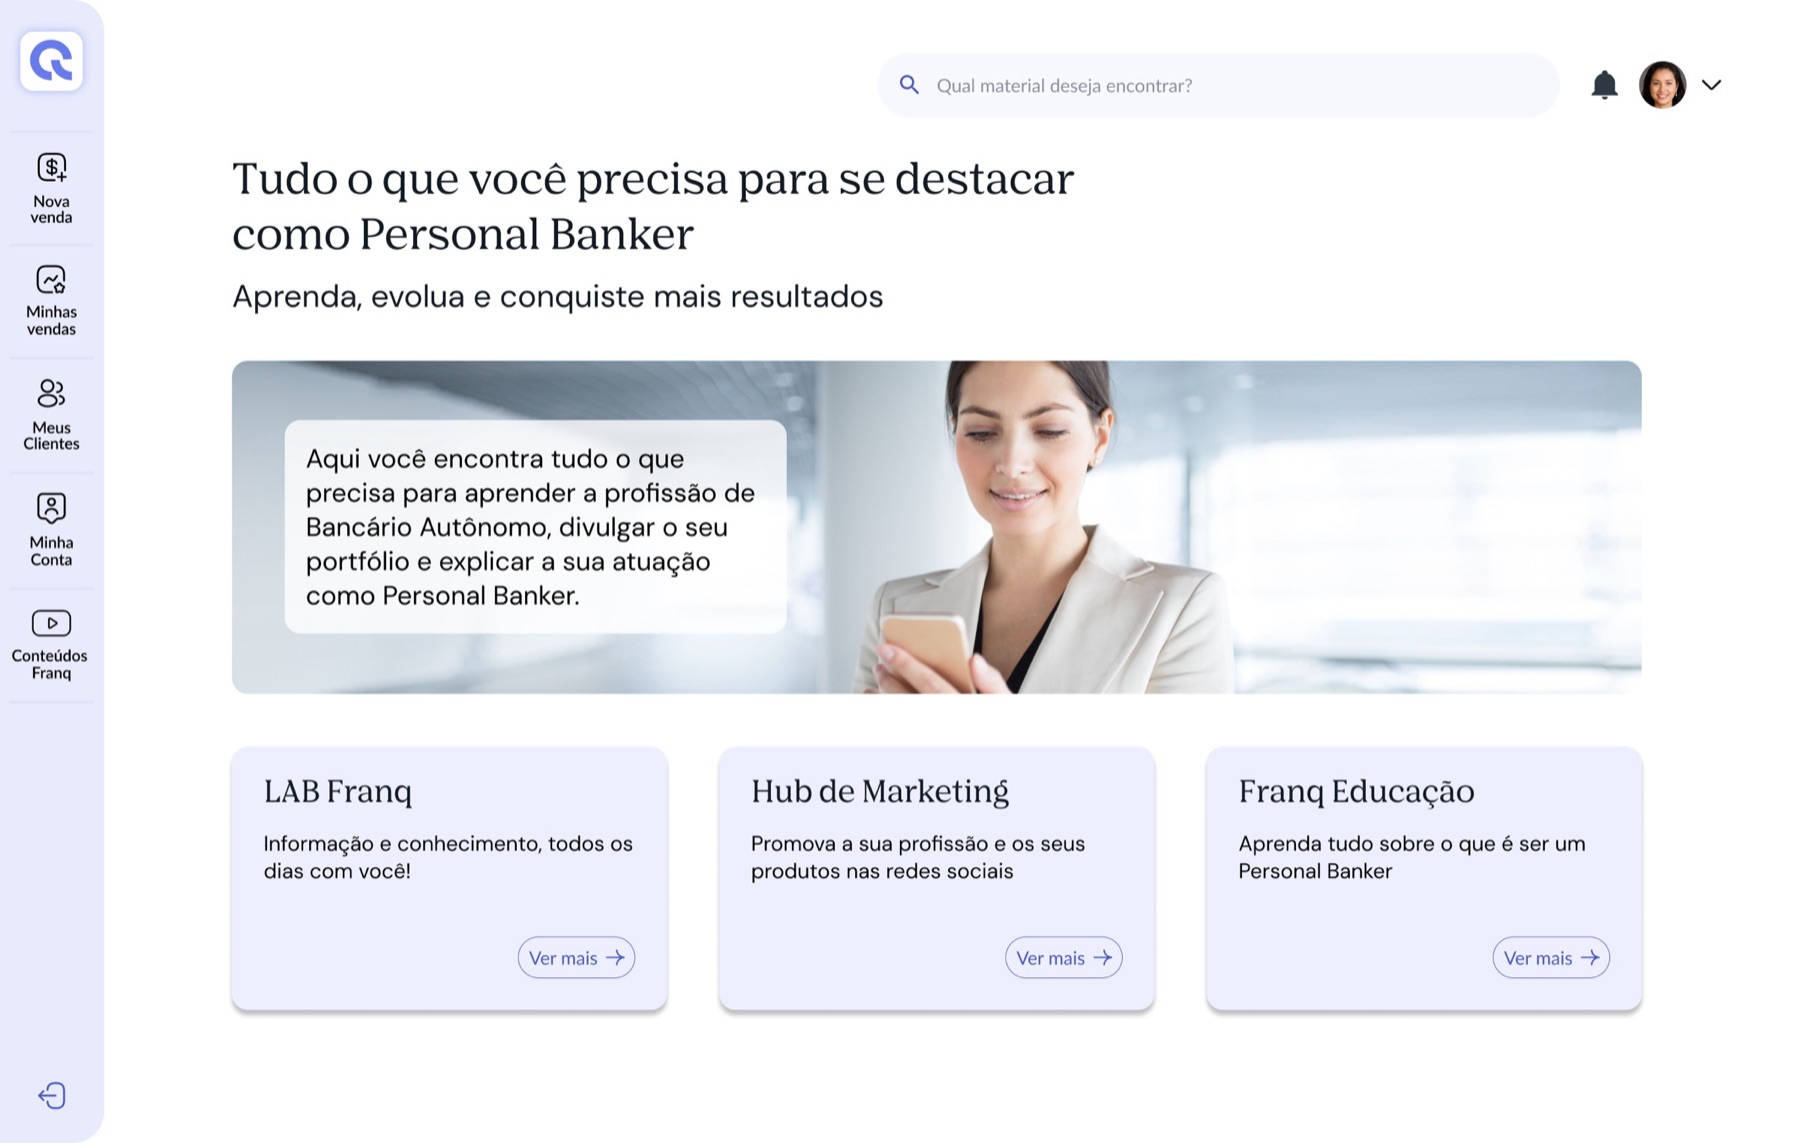 Nova
venda
Minhas
vendas
Meus
Clientes
Minha
Conta
Conteúdos
Franq
Qual material deseja encontrar?
Tudo o que você precisa para se destacar
como Personal Banker
Aprenda, evolua e conquiste mais resultados
Aqui você encontra tudo o que
precisa para aprender a profissão de
Bancário Autônomo, divulgar o seu
portfólio e explicar a sua atuação
como Personal Banker.
LAB Franq
Informação e conhecimento, todos os
dias com você!
Ver mais
Hub de Marketing
Promova a sua profissão e os seus
produtos nas redes sociais
Ver mais
Franq Educação
Aprenda tudo sobre o que é ser um
Personal Banker
Ver mais